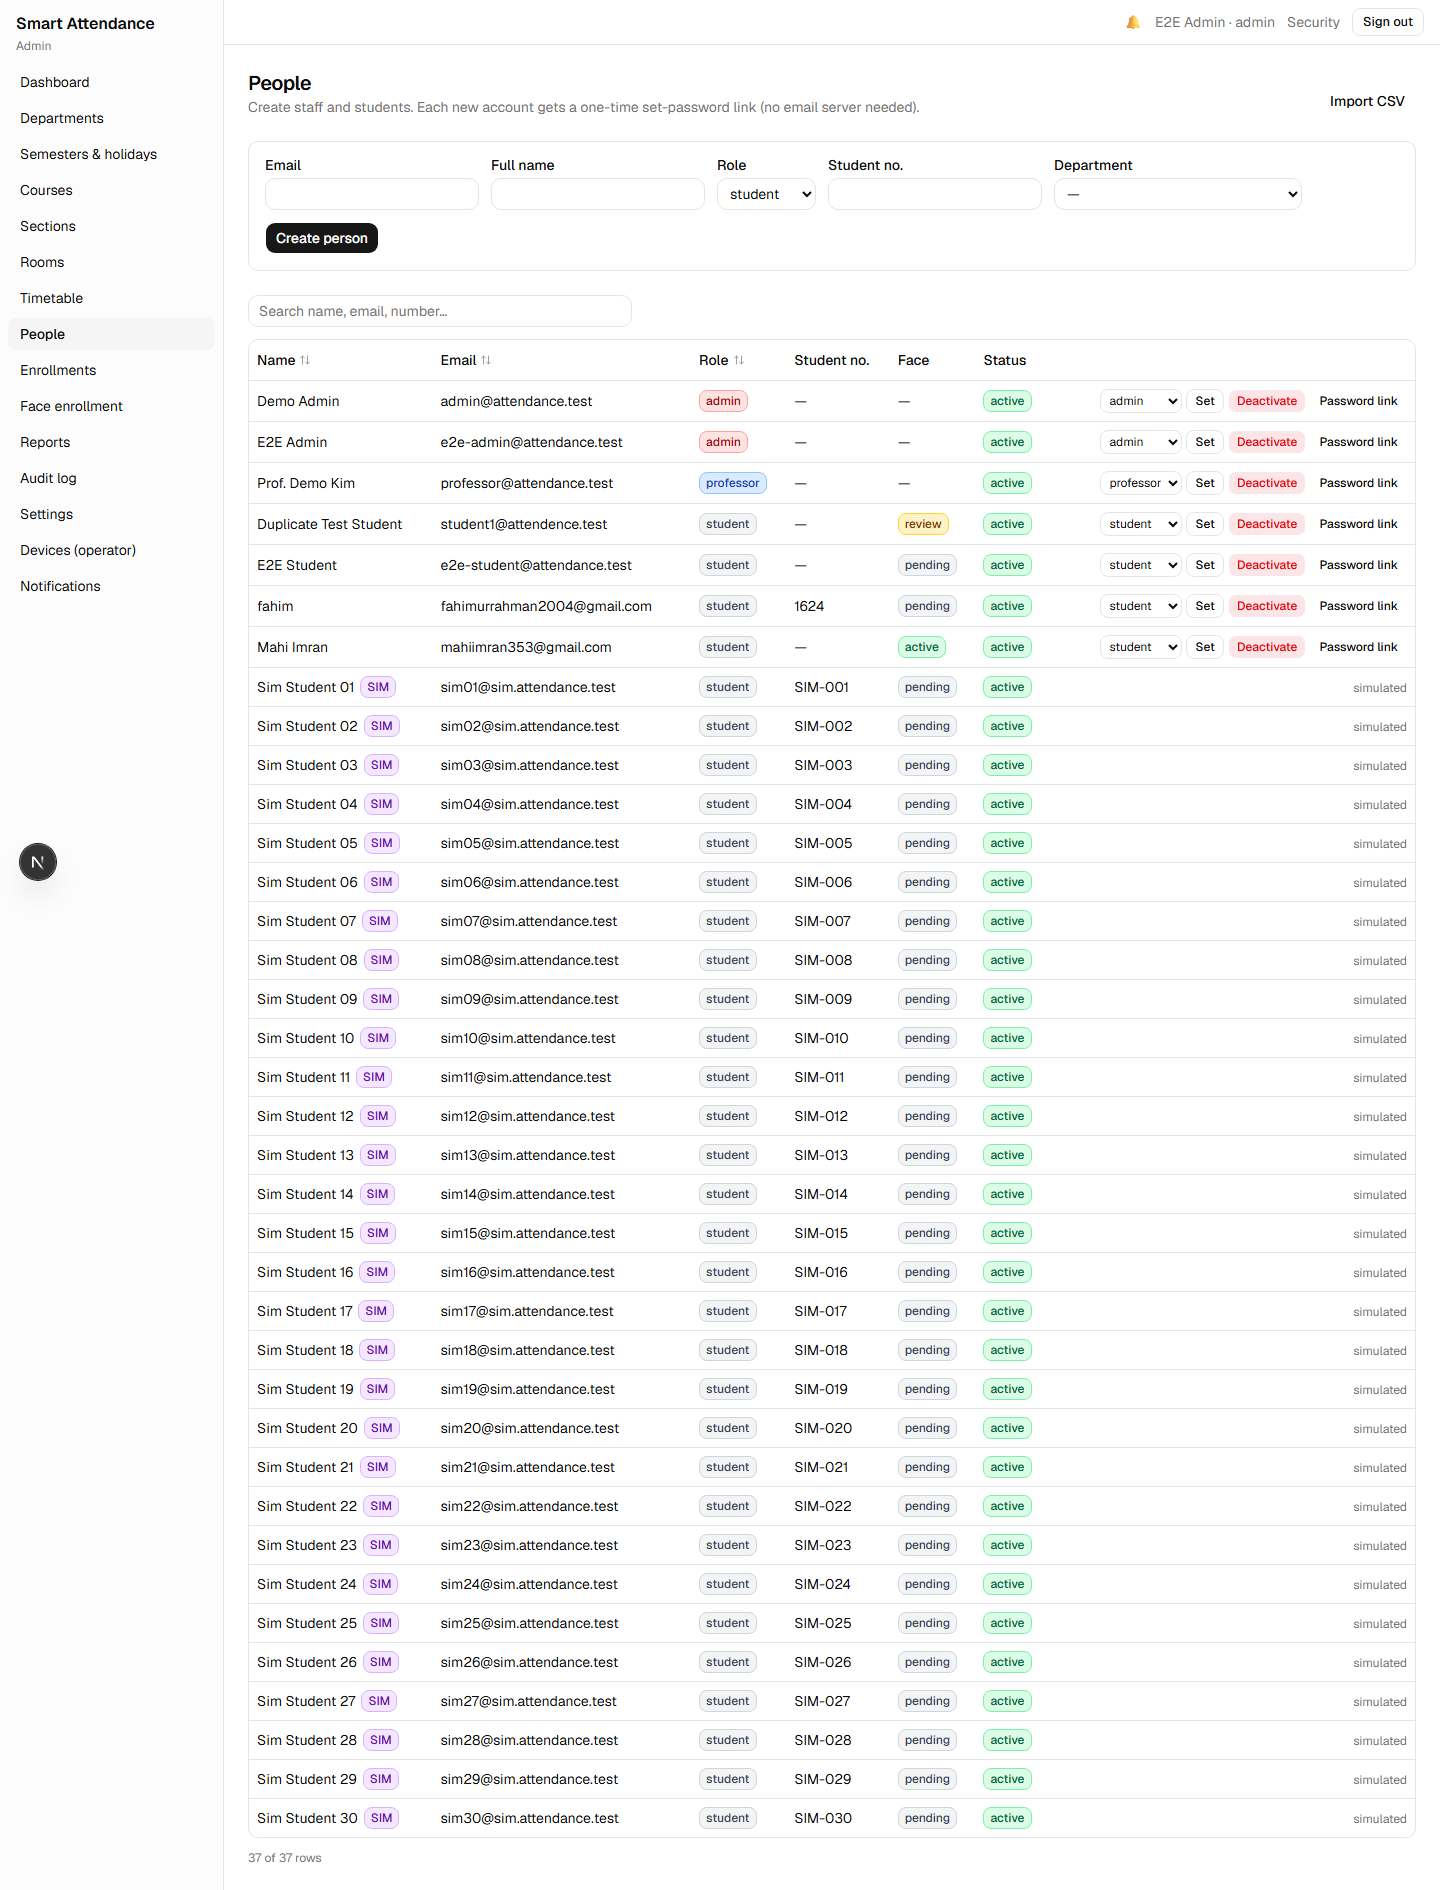 Smart Attendance
Admin
Dashboard
Departments
Semesters & holidays
Courses
Sections
Rooms
Timetable
People
Enrollments
Face enrollment
Reports
Audit log
Settings
Devices (operator)
Notifications
N
E2E Admin · admin Security Sign out
People
Create staff and students. Each new account gets a one-time set-password link (no email server needed).
Import CSV
Email Full name Role Student no. Department
student —
Create person
Search name, email, number...
Name Email Role Student no. Face Status
Demo Admin admin@attendance.test admin — — active admin Set Deactivate Password link
E2E Admin e2e-admin@attendance.test admin — — active admin Set Deactivate Password link
Prof. Demo Kim professor@attendance.test professor — — active professor Set Deactivate Password link
Duplicate Test Student student1@attendence.test student — review active student Set Deactivate Password link
E2E Student e2e-student@attendance.test student — pending active student Set Deactivate Password link
fahim fahimurrahman2004@gmail.com student 1624 pending active student Set Deactivate Password link
Mahi Imran mahiimran353@gmail.com student — active active student Set Deactivate Password link
Sim Student 01 SIM sim01@sim.attendance.test student SIM-001 pending active simulated
Sim Student 02 SIM sim02@sim.attendance.test student SIM-002 pending active simulated
Sim Student 03 SIM sim03@sim.attendance.test student SIM-003 pending active simulated
Sim Student 04 SIM sim04@sim.attendance.test student SIM-004 pending active simulated
Sim Student 05 SIM sim05@sim.attendance.test student SIM-005 pending active simulated
Sim Student 06 SIM sim06@sim.attendance.test student SIM-006 pending active simulated
Sim Student 07 SIM sim07@sim.attendance.test student SIM-007 pending active simulated
Sim Student 08 SIM sim08@sim.attendance.test student SIM-008 pending active simulated
Sim Student 09 SIM sim09@sim.attendance.test student SIM-009 pending active simulated
Sim Student 10 SIM sim10@sim.attendance.test student SIM-010 pending active simulated
Sim Student 11 SIM sim11@sim.attendance.test student SIM-011 pending active simulated
Sim Student 12 SIM sim12@sim.attendance.test student SIM-012 pending active simulated
Sim Student 13 SIM sim13@sim.attendance.test student SIM-013 pending active simulated
Sim Student 14 SIM sim14@sim.attendance.test student SIM-014 pending active simulated
Sim Student 15 SIM sim15@sim.attendance.test student SIM-015 pending active simulated
Sim Student 16 SIM sim16@sim.attendance.test student SIM-016 pending active simulated
Sim Student 17 SIM sim17@sim.attendance.test student SIM-017 pending active simulated
Sim Student 18 SIM sim18@sim.attendance.test student SIM-018 pending active simulated
Sim Student 19 SIM sim19@sim.attendance.test student SIM-019 pending active simulated
Sim Student 20 SIM sim20@sim.attendance.test student SIM-020 pending active simulated
Sim Student 21 SIM sim21@sim.attendance.test student SIM-021 pending active simulated
Sim Student 22 SIM sim22@sim.attendance.test student SIM-022 pending active simulated
Sim Student 23 SIM sim23@sim.attendance.test student SIM-023 pending active simulated
Sim Student 24 SIM sim24@sim.attendance.test student SIM-024 pending active simulated
Sim Student 25 SIM sim25@sim.attendance.test student SIM-025 pending active simulated
Sim Student 26 SIM sim26@sim.attendance.test student SIM-026 pending active simulated
Sim Student 27 SIM sim27@sim.attendance.test student SIM-027 pending active simulated
Sim Student 28 SIM sim28@sim.attendance.test student SIM-028 pending active simulated
Sim Student 29 SIM sim29@sim.attendance.test student SIM-029 pending active simulated
Sim Student 30 SIM sim30@sim.attendance.test student SIM-030 pending active simulated
37 of 37 rows